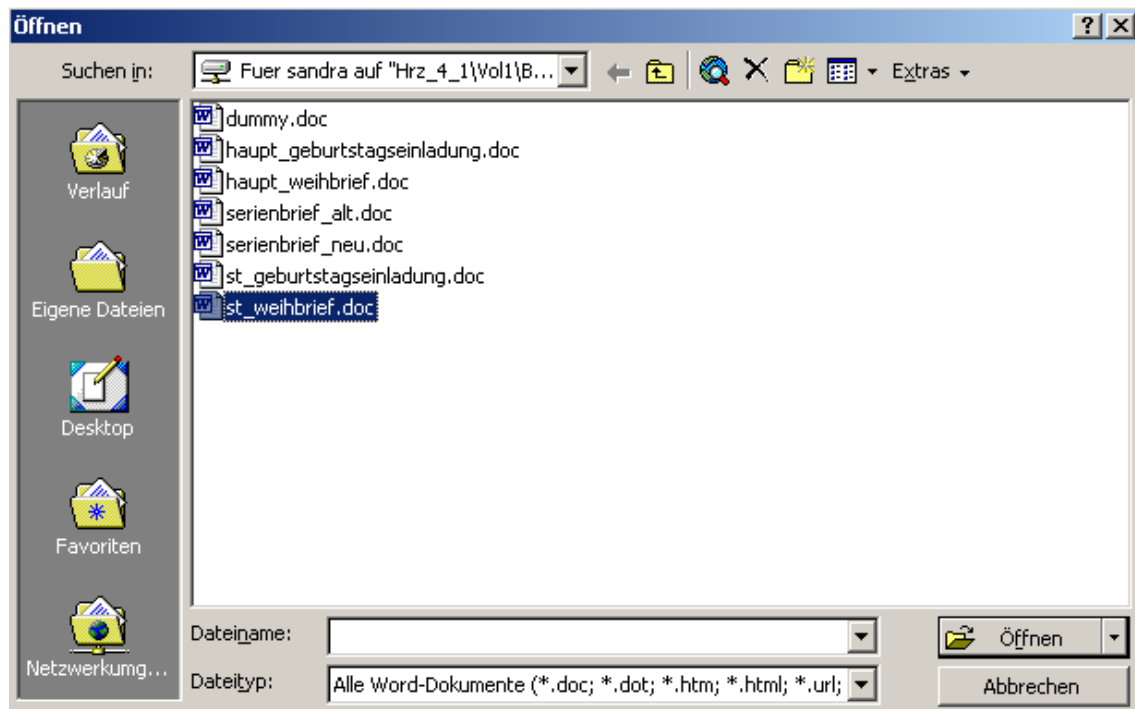 Öffnen
Suchen in:
Fuer sandra auf "Hrz_4_1\Vol1\B...
Extras
Verlauf
Eigene Dateien
Desktop
Favoriten
Netzwerkumg...
dummy.doc
haupt_geburtstagseinladung.doc
haupt_weihbrief.doc
serienbrief_alt.doc
serienbrief_neu.doc
st_geburtstagseinladung.doc
st_weihbrief.doc
Dateiname:
Öffnen
Dateityp:
Alle Word-Dokumente (*.doc; *.dot; *.htm; *.html; *.url;
Abbrechen